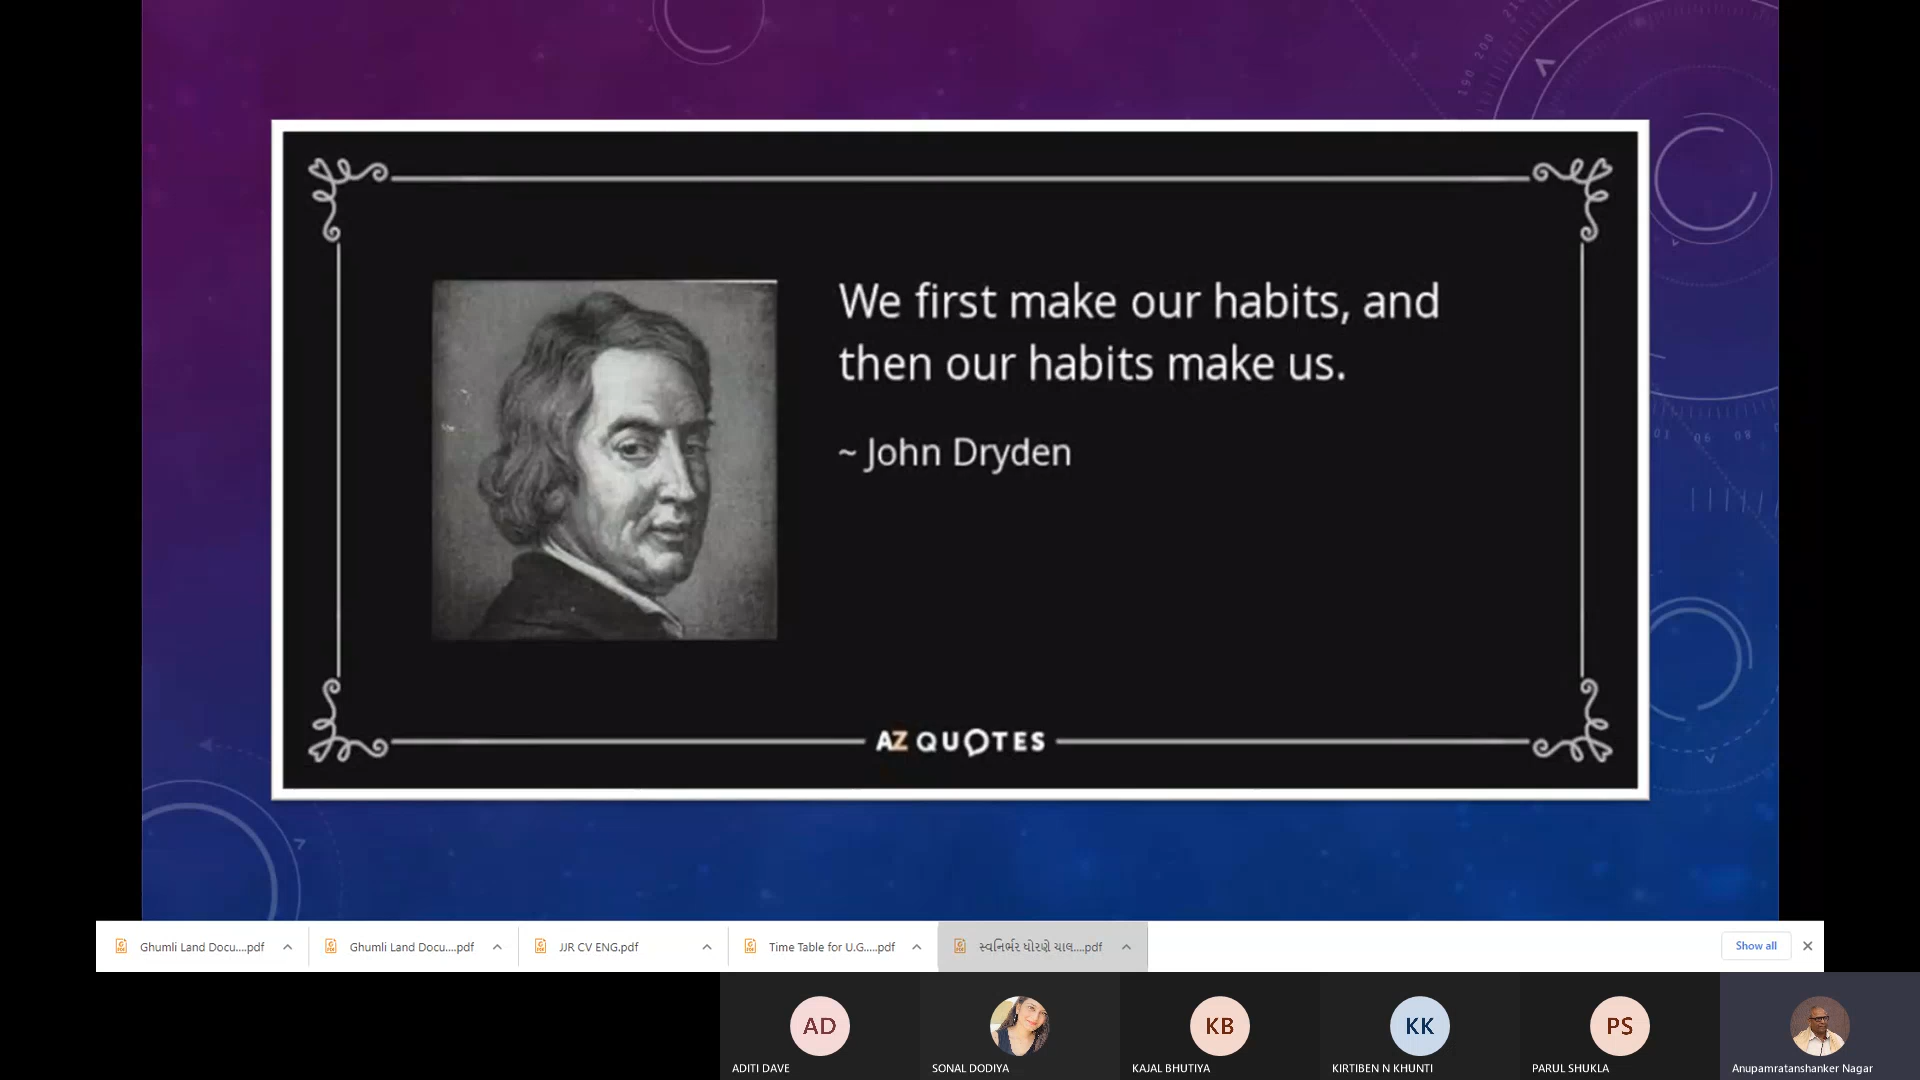 We first make our habits, and
then our habits make us.
~ John Dryden
AZ QUOTES
Ghumli Land Docu....pdf
Ghumli Land Docu....pdf
JJR CV ENG.pdf
Time Table for U.G.....pdf
સ્વનિર્ભર ધોરણે ચાલ....pdf
Show all
AD
KB
KK
PS
ADITI DAVE
SONAL DODIYA
KAJAL BHUTIYA
KIRTIBEN N KHUNTI
PARUL SHUKLA
Anupamratanshanker Nagar